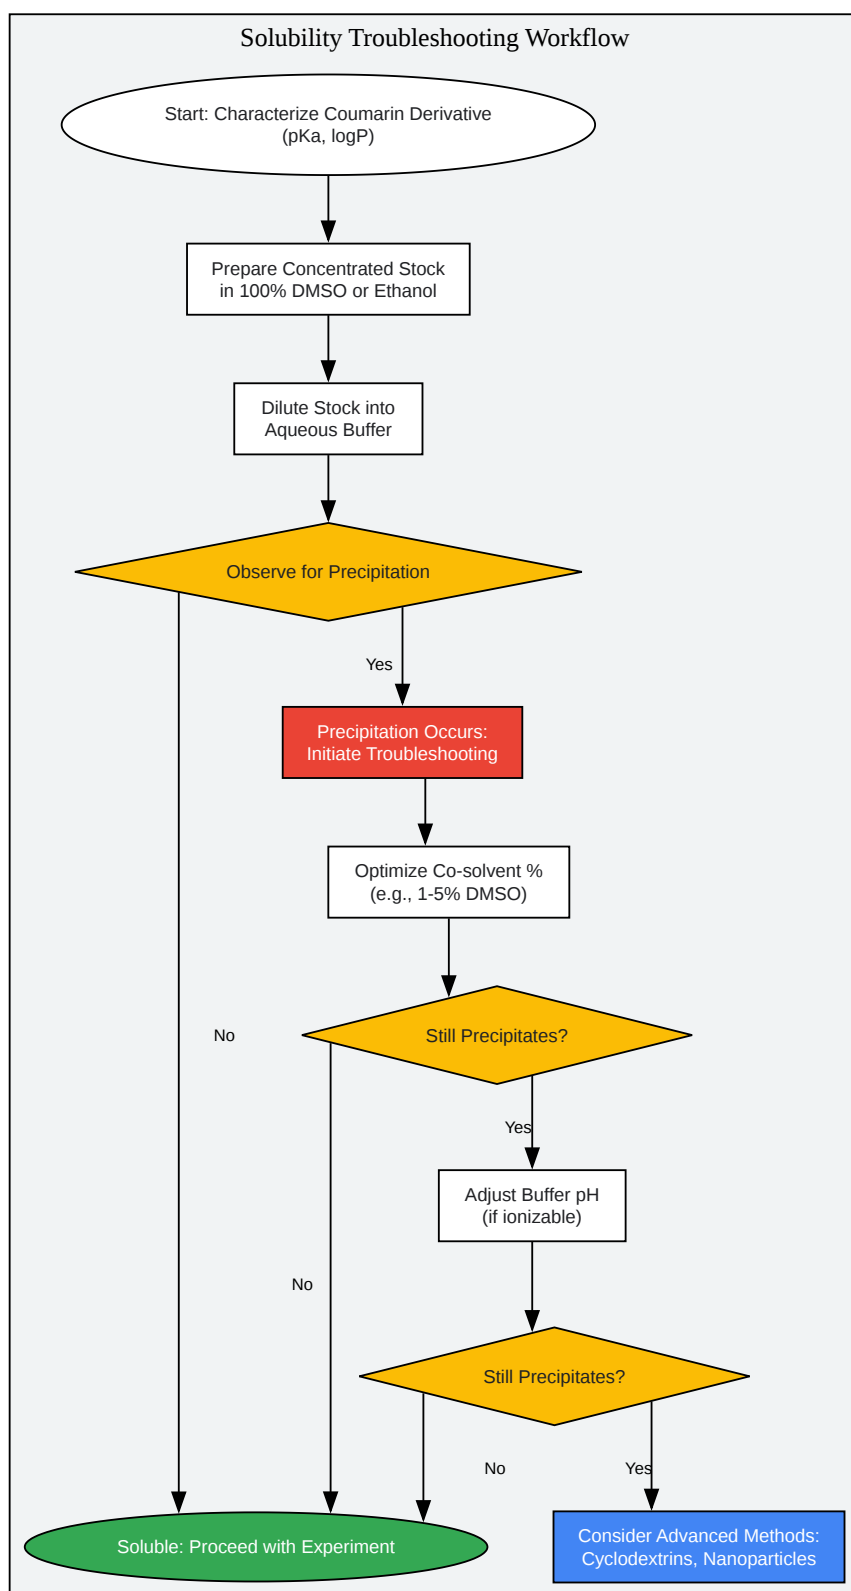 Solubility Troubleshooting Workflow
Start: Characterize Coumarin Derivative
(pKa, logP)
Prepare Concentrated Stock
in 100% DMSO or Ethanol
Dilute Stock into
Aqueous Buffer
Observe for Precipitation
Yes
Precipitation Occurs:
Initiate Troubleshooting
Optimize Co-solvent %
(e.g., 1-5% DMSO)
No
Still Precipitates?
Yes
Adjust Buffer pH
(if ionizable)
No
Still Precipitates?
No
Yes
Soluble: Proceed with Experiment
Consider Advanced Methods:
Cyclodextrins, Nanoparticles